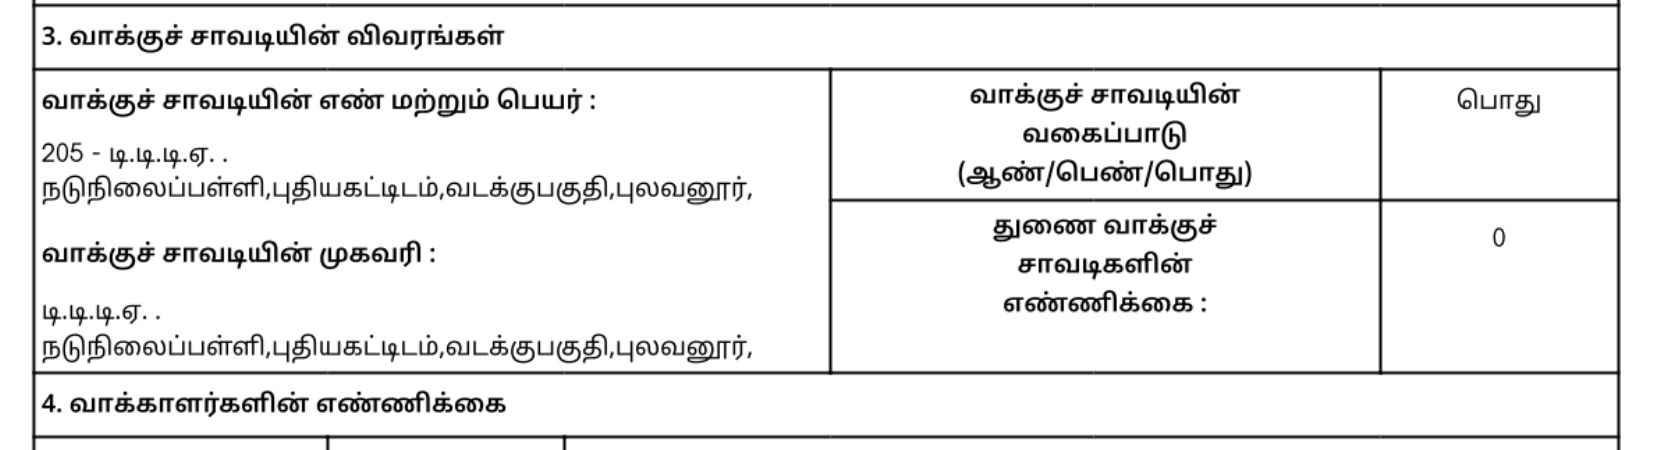 3. வாக்குச் சாவடியின் விவரங்கள்
வாக்குச் சாவடியின் எண் மற்றும் பெயர் :
205 - டி.டி.டி.ஏ. .
நடுநிலைப்பள்ளி,புதியகட்டிடம்,வடக்குபகுதி,புலவனூர்,
வாக்குச் சாவடியின் முகவரி :
டி.டி.டி.ஏ. .
நடுநிலைப்பள்ளி,புதியகட்டிடம்,வடக்குபகுதி,புலவனூர்,
வாக்குச் சாவடியின்
வகைப்பாடு
(ஆண்/பெண்/பொது)
பொது
துணை வாக்குச்
சாவடிகளின்
எண்ணிக்கை :
0
4. வாக்காளர்களின் எண்ணிக்கை